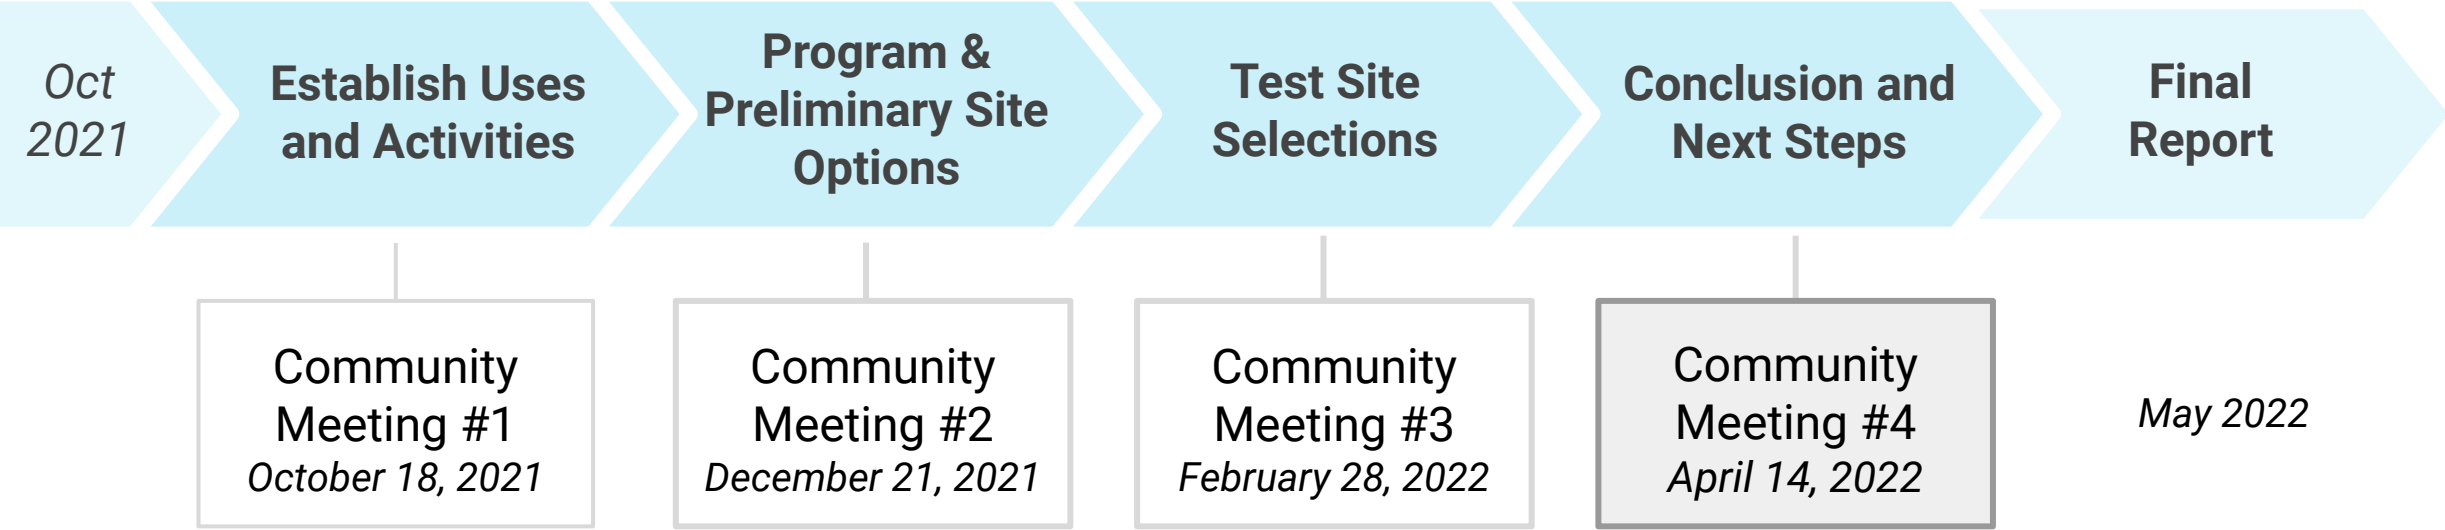 Oct
2021
Establish Uses
and Activities
Program &
Preliminary Site
Options
Test Site
Selections
Conclusion and
Next Steps
Final
Report
Community
Meeting #1
October 18, 2021
Community
Meeting #2
December 21, 2021
Community
Meeting #3
February 28, 2022
Community
Meeting #4
April 14, 2022
May 2022